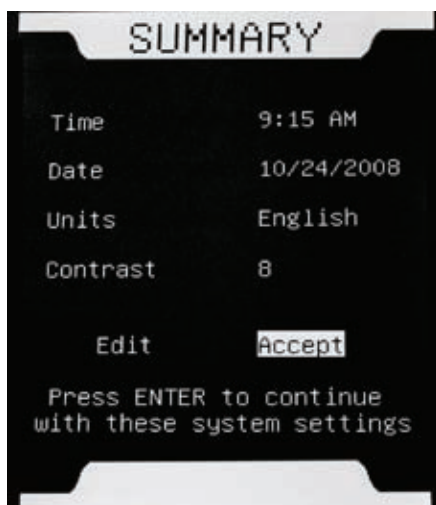 SUMMARY
Time 9:15 AM
Date 10/24/2008
Units English
Contrast 8
Edit Accept
Press ENTER to continue
with these system settings